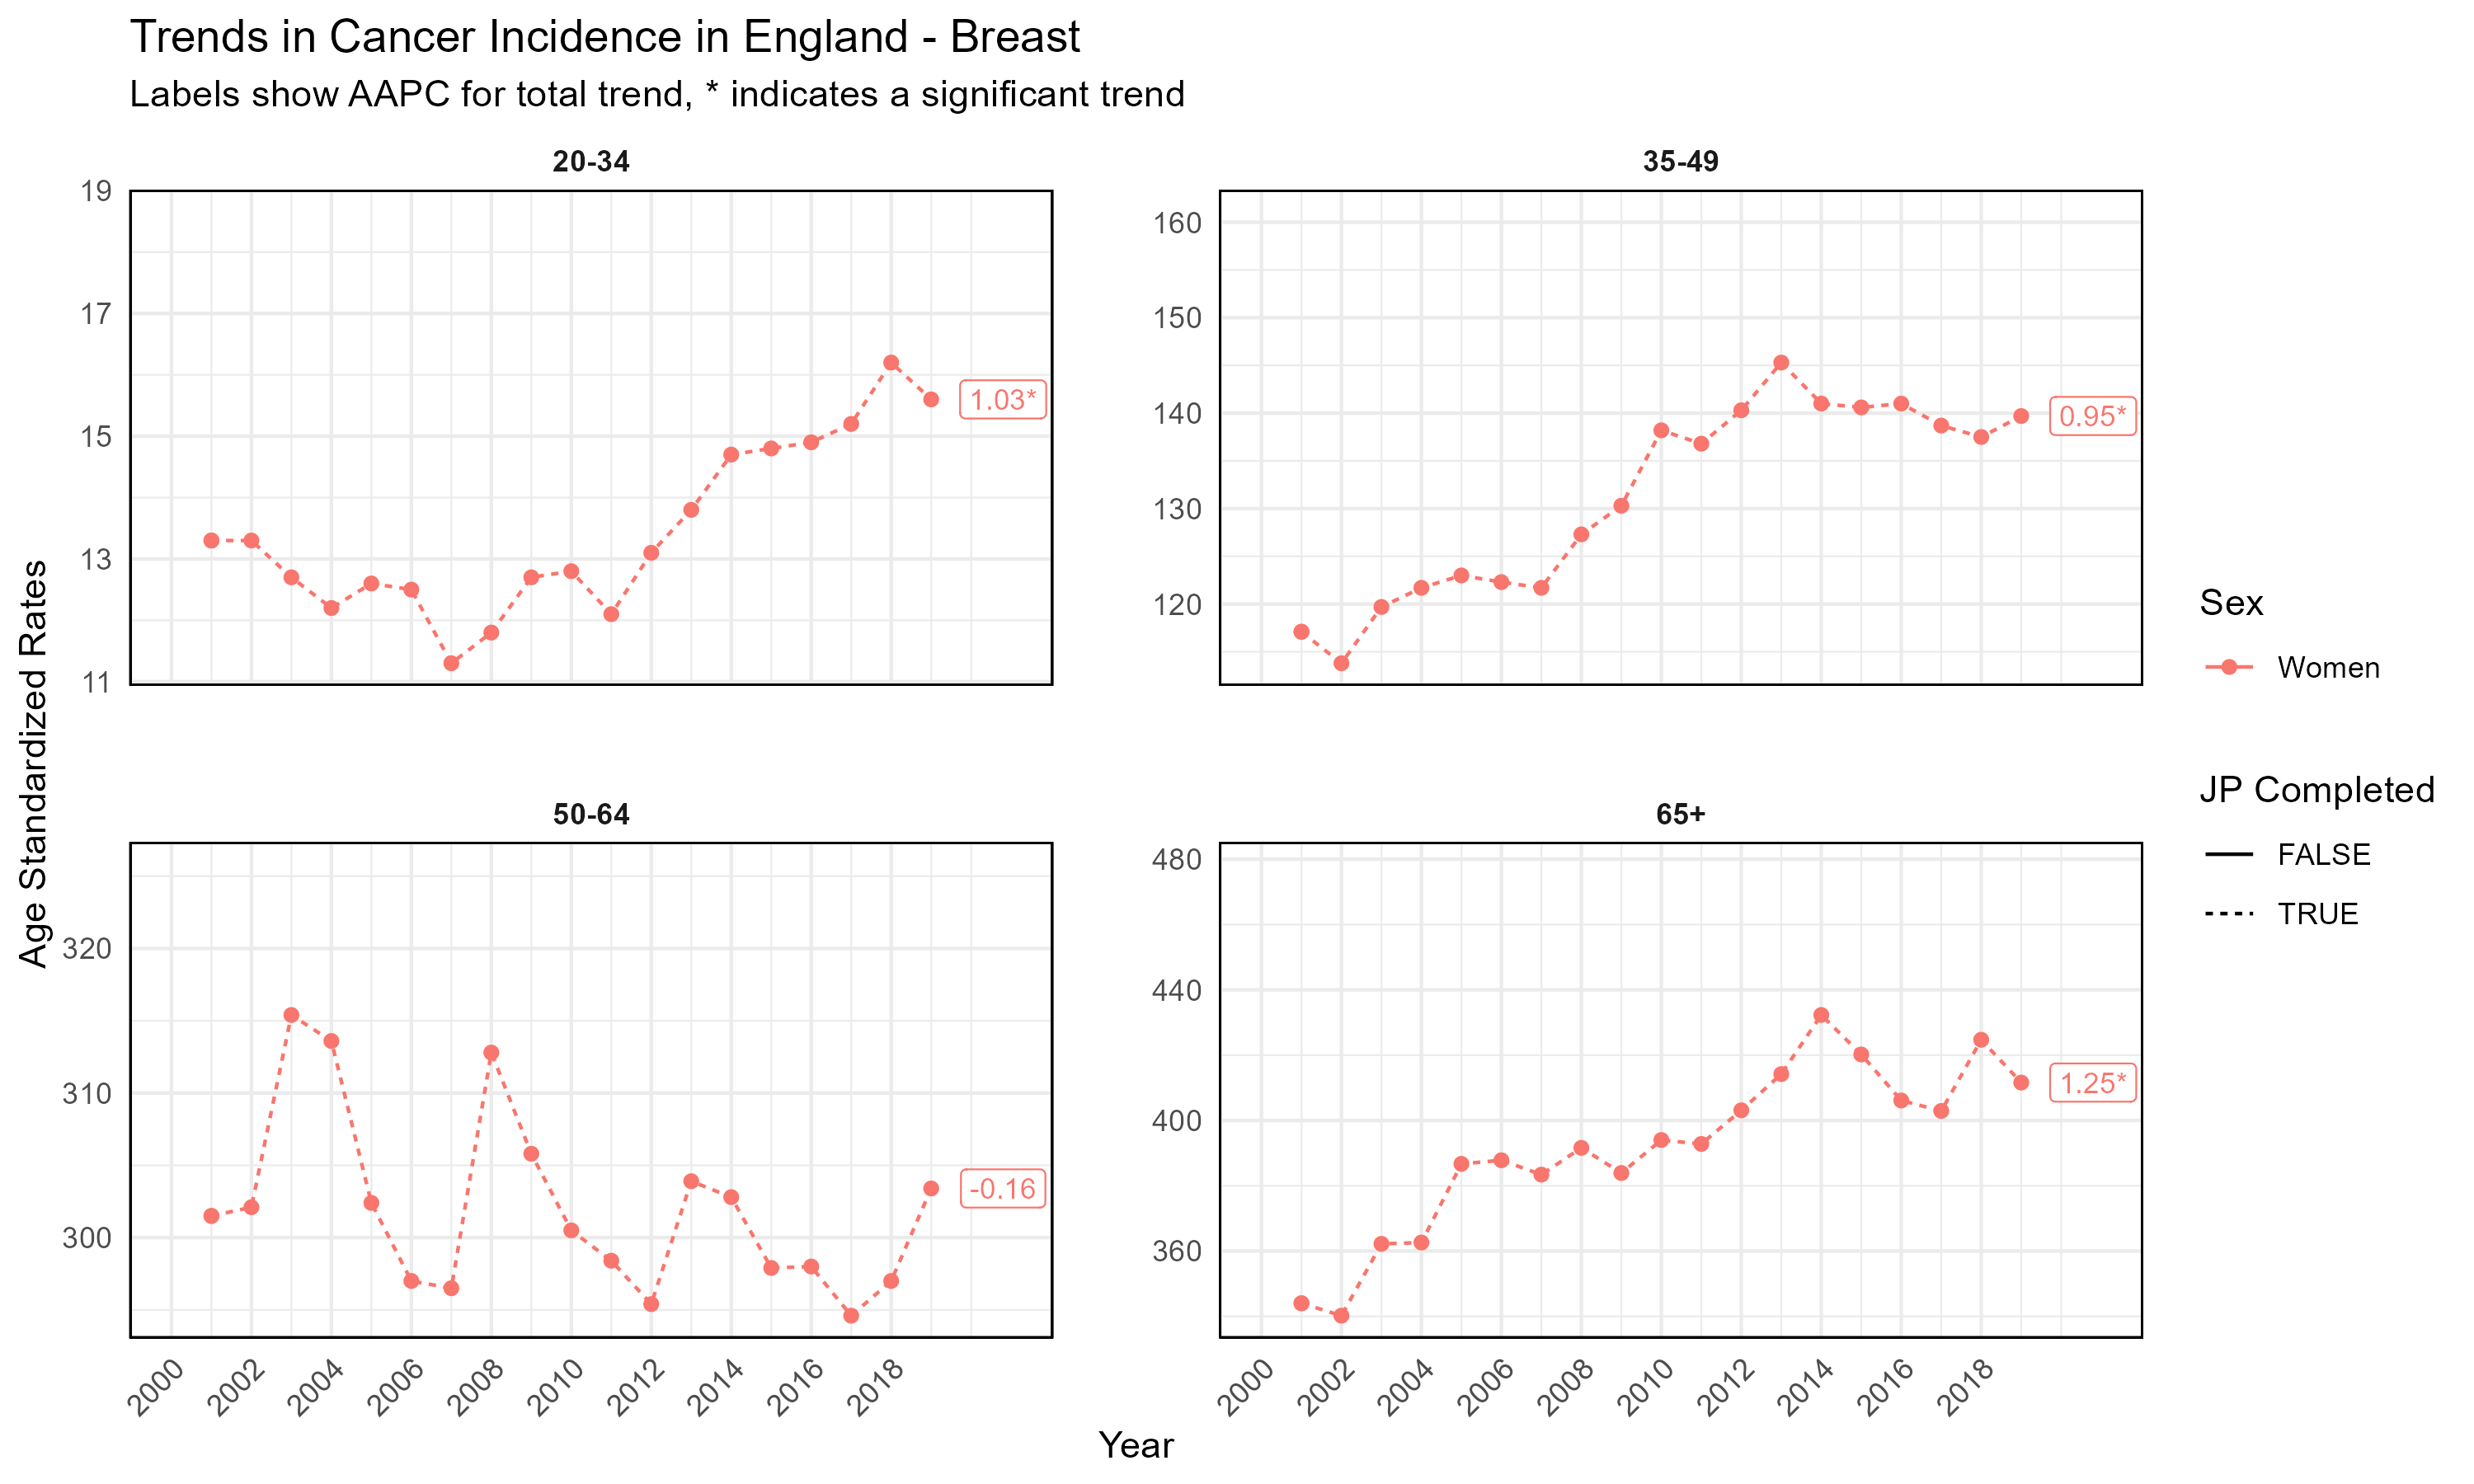 Trends in Cancer Incidence in England - Breast
Labels show AAPC for total trend, * indicates a significant trend
20-34
19
17
15
13
11
1.03*
35-49
160
150
140
130
120
0.95*
Age Standardized Rates
50-64
320
310
300
-0.16
65+
480
440
400
360
1.25*
2000 2002 2004 2006 2008 2010 2012 2014 2016 2018
2000 2002 2004 2006 2008 2010 2012 2014 2016 2018
Year
Sex
Women
JP Completed
FALSE
TRUE